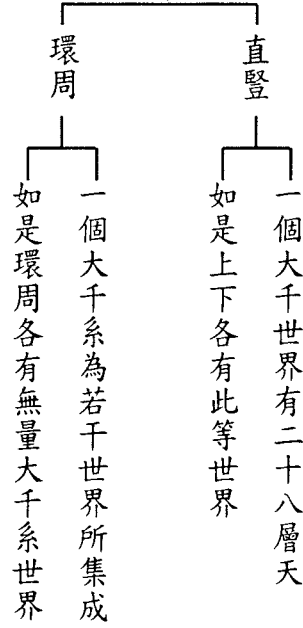 直豎
一個大千世界有二十八層天
如是上下各有此等世界
環周
一個大千系為若干世界所集成
如是環周各有無量大千系世界